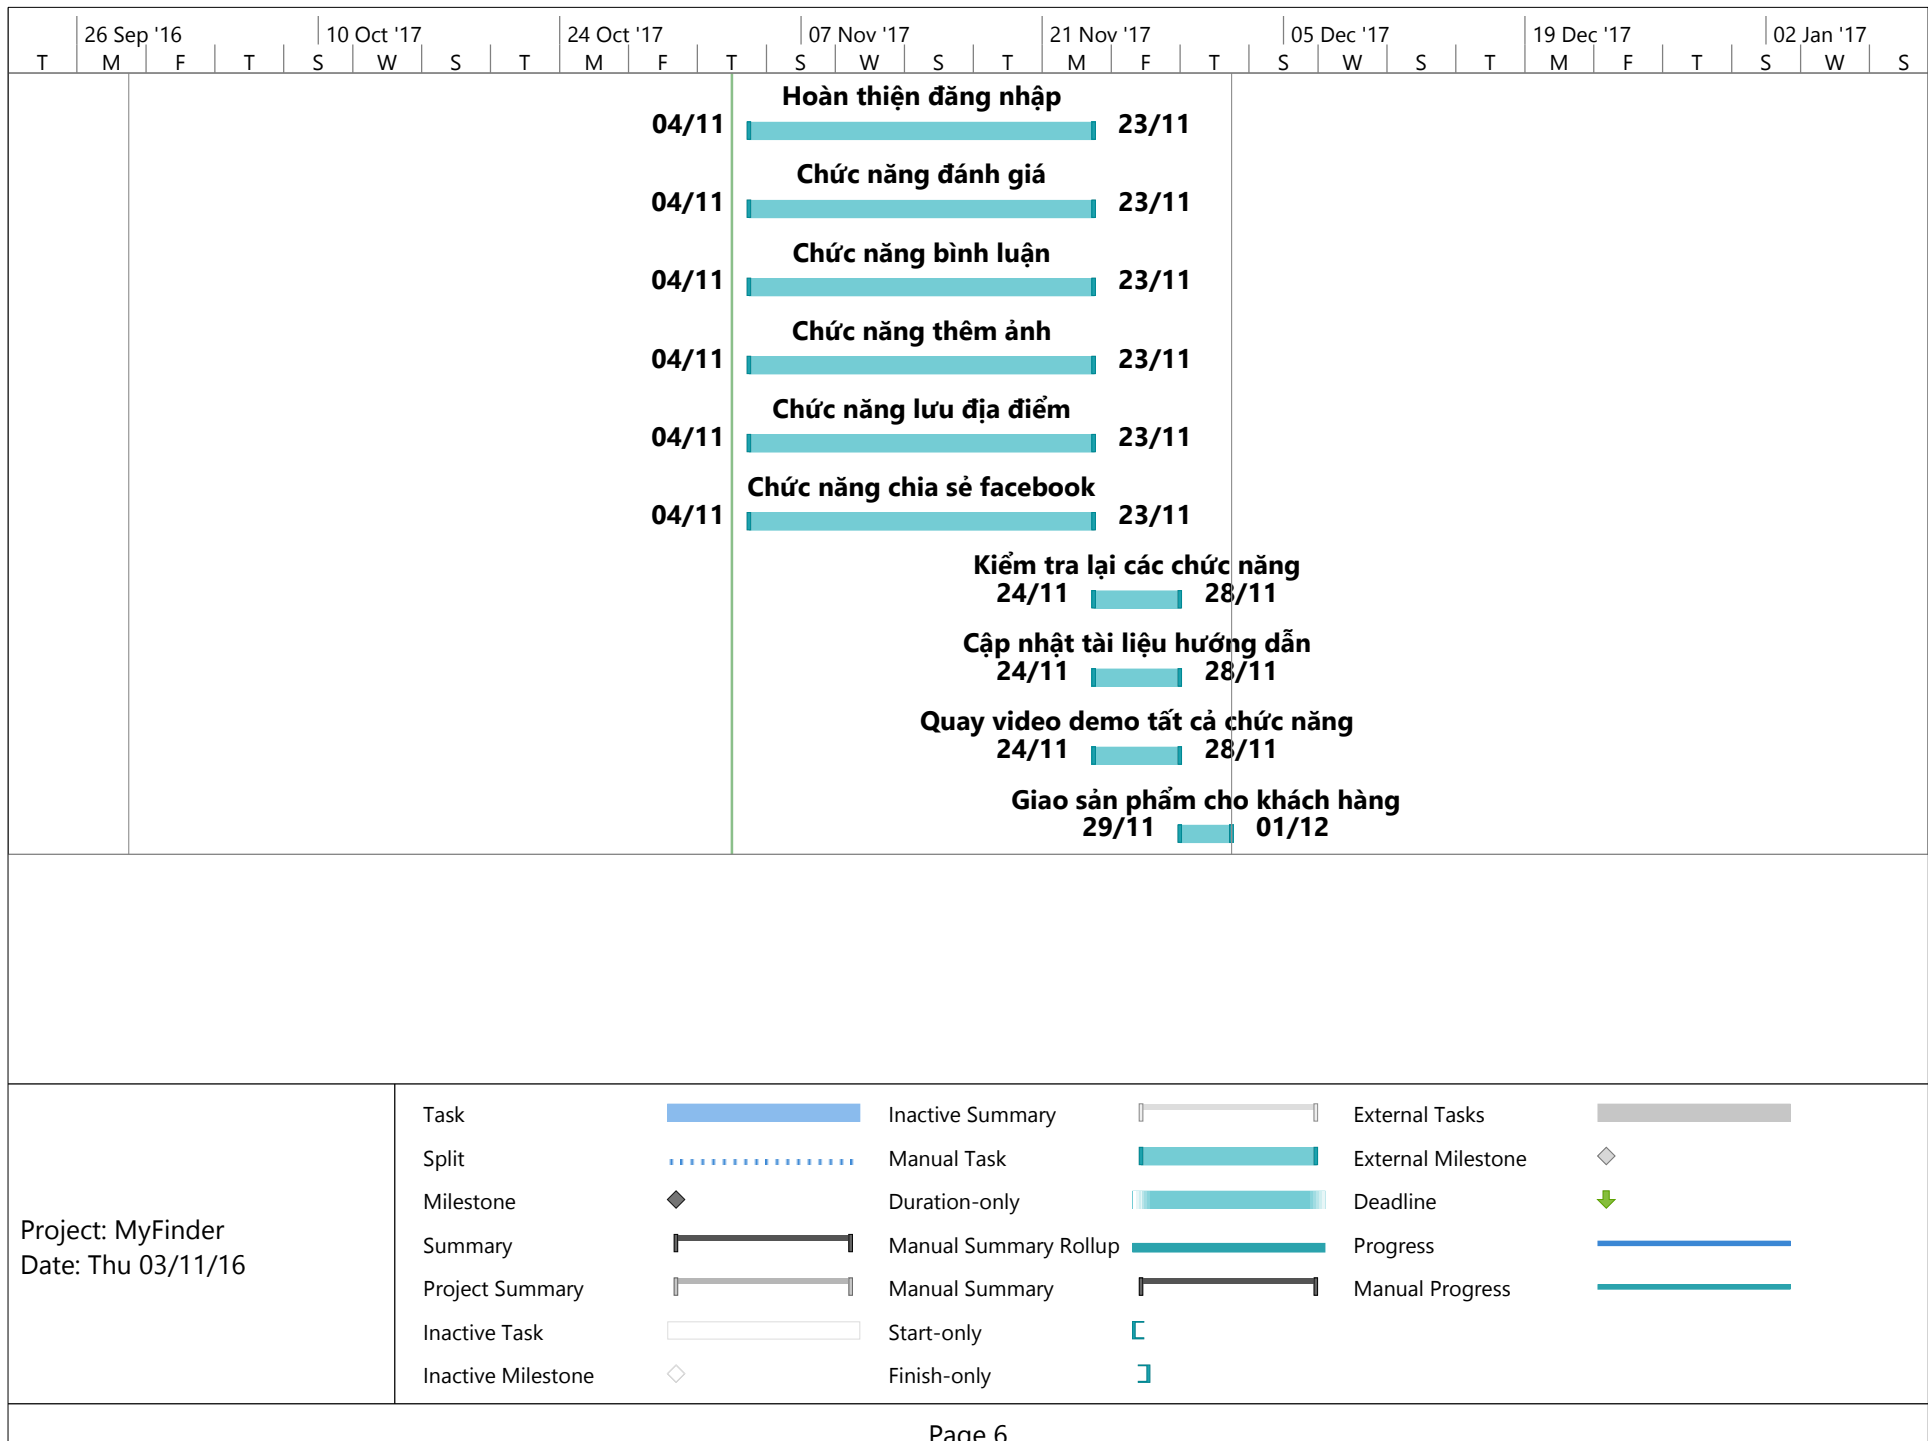 26 Sep '16 10 Oct '17 24 Oct '17 07 Nov '17 21 Nov '17 05 Dec '17 19 Dec '17 02 Jan '17
T M F T S W S T M F T S W S T M F T S W S T M F T S W S
Hoàn thiện đăng nhập
04/11 23/11
Chức năng đánh giá
04/11 23/11
Chức năng bình luận
04/11 23/11
Chức năng thêm ảnh
04/11 23/11
Chức năng lưu địa điểm
04/11 23/11
Chức năng chia sẻ facebook
04/11 23/11
Kiểm tra lại các chức năng
24/11 28/11
Cập nhật tài liệu hướng dẫn
24/11 28/11
Quay video demo tất cả chức năng
24/11 28/11
Giao sản phẩm cho khách hàng
29/11 01/12
Project: MyFinder
Date: Thu 03/11/16
Task
Split
Milestone
Summary
Project Summary
Inactive Task
Inactive Milestone
Inactive Summary
Manual Task
Duration-only
Manual Summary Rollup
Manual Summary
Start-only
Finish-only
External Tasks
External Milestone
Deadline
Progress
Manual Progress
Page 6